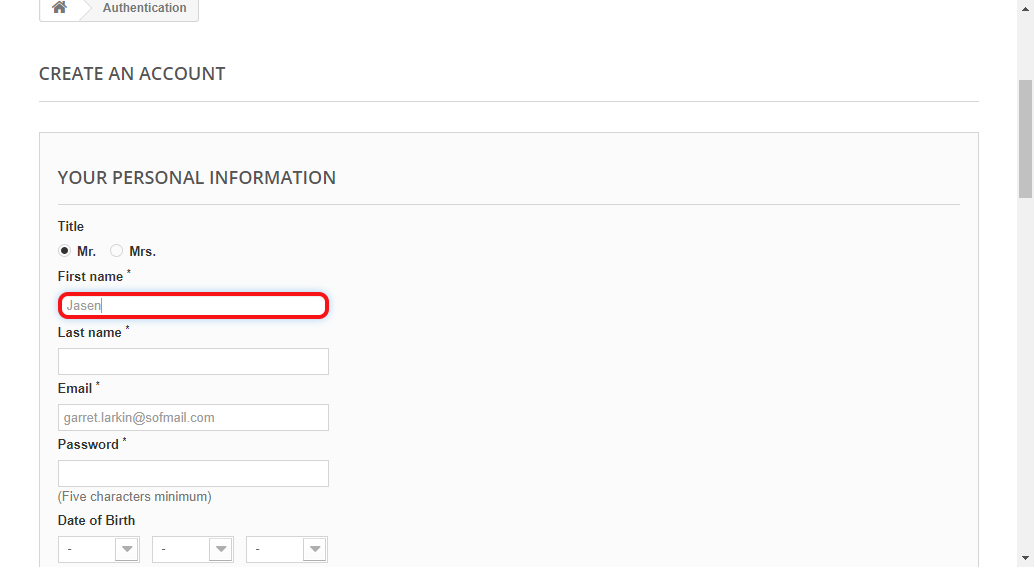 Authentication
CREATE AN ACCOUNT
YOUR PERSONAL INFORMATION
Title
Mr. Mrs.
First name *
Jasen
Last name *
Email *
garret.larkin@sofmail.com
Password *
(Five characters minimum)
Date of Birth
- - -